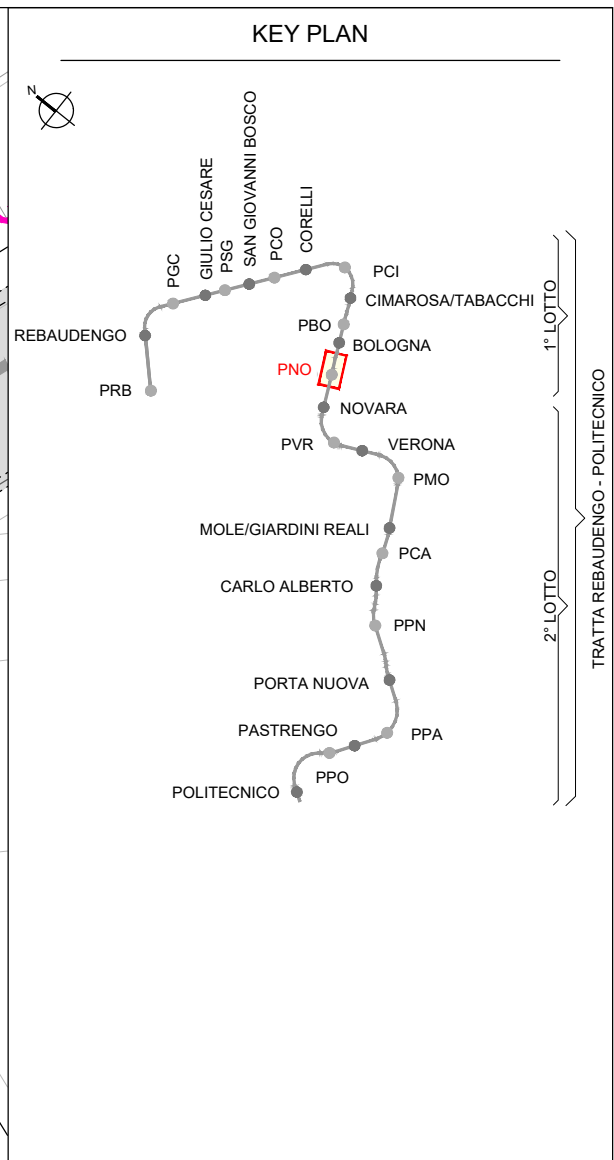 KEY PLAN
N
PGC
GIULIO CESARE
PSG
SAN GIOVANNI BOSCO
PCO
CORELLI
PCI
CIMAROSA/TABACCHI
REBAUDENGO
PBO
BOLOGNA
PNO
PRB
NOVARA
PVR
VERONA
PMO
MOLE/GIARDINI REALI
PCA
CARLO ALBERTO
PPN
PORTA NUOVA
PASTRENGO
PPA
PPO
POLITECNICO
1° LOTTO
2° LOTTO
TRATTA REBAUDENGO - POLITECNICO